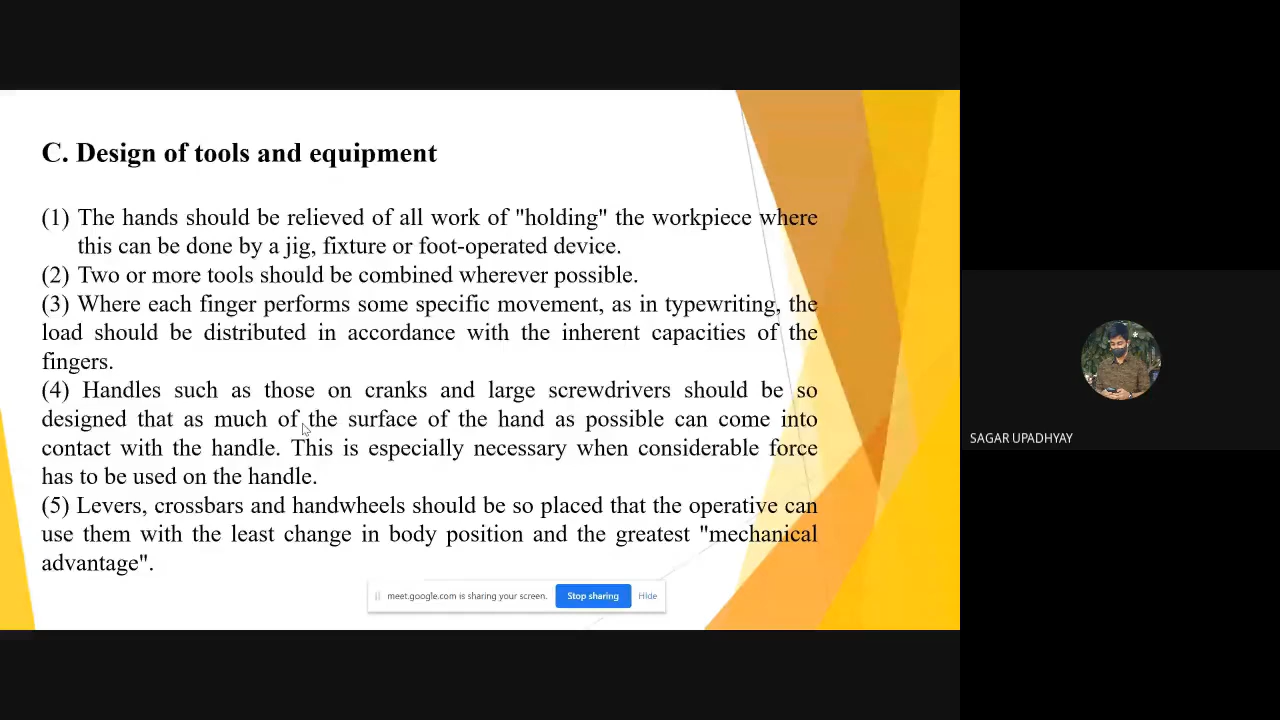 C. Design of tools and equipment
(1) The hands should be relieved of all work of "holding" the workpiece where
this can be done by a jig, fixture or foot-operated device.
(2) Two or more tools should be combined wherever possible.
(3) Where each finger performs some specific movement, as in typewriting, the
load should be distributed in accordance with the inherent capacities of the
fingers.
(4) Handles such as those on cranks and large screwdrivers should be so
designed that as much of the surface of the hand as possible can come into
contact with the handle. This is especially necessary when considerable force
has to be used on the handle.
(5) Levers, crossbars and handwheels should be so placed that the operative can
use them with the least change in body position and the greatest "mechanical
advantage".
meet.google.com is sharing your screen. Stop sharing Hide
SAGAR UPADHYAY